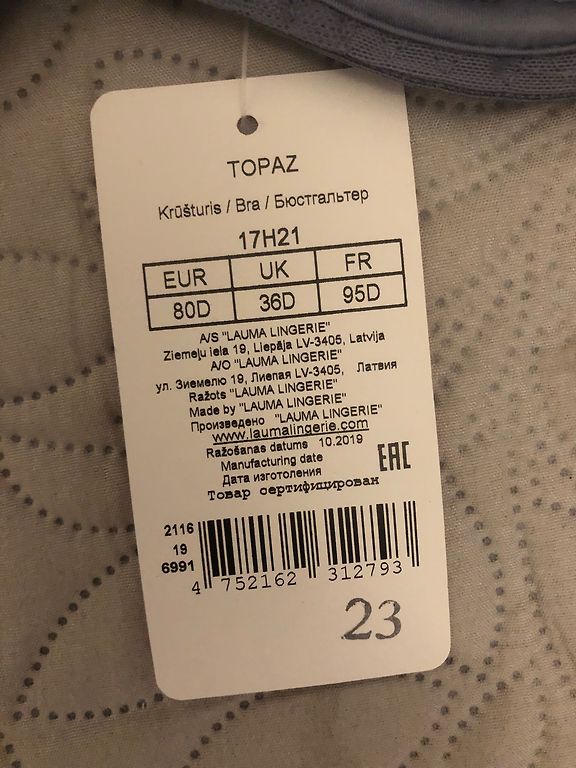 TOPAZ
Krūšturis / Bra / Бюстгальтер
17H21
EUR UK FR
80D 36D 95D
A/S "LAUMA LINGERIE"
Ziemeļu iela 19, Liepāja LV-3405, Latvija
A/O "LAUMA LINGERIE"
ул. Зиемелю 19, Лиепая LV-3405, Латвия
Ražots "LAUMA LINGERIE"
Made by "LAUMA LINGERIE"
Произведено "LAUMA LINGERIE"
www.laumalingerie.com
Ražošanas datums 10.2019
Manufacturing date
Дата изготоления
Товар сертифицирован
EAC
2116
19
6991
4 752162 312793
23